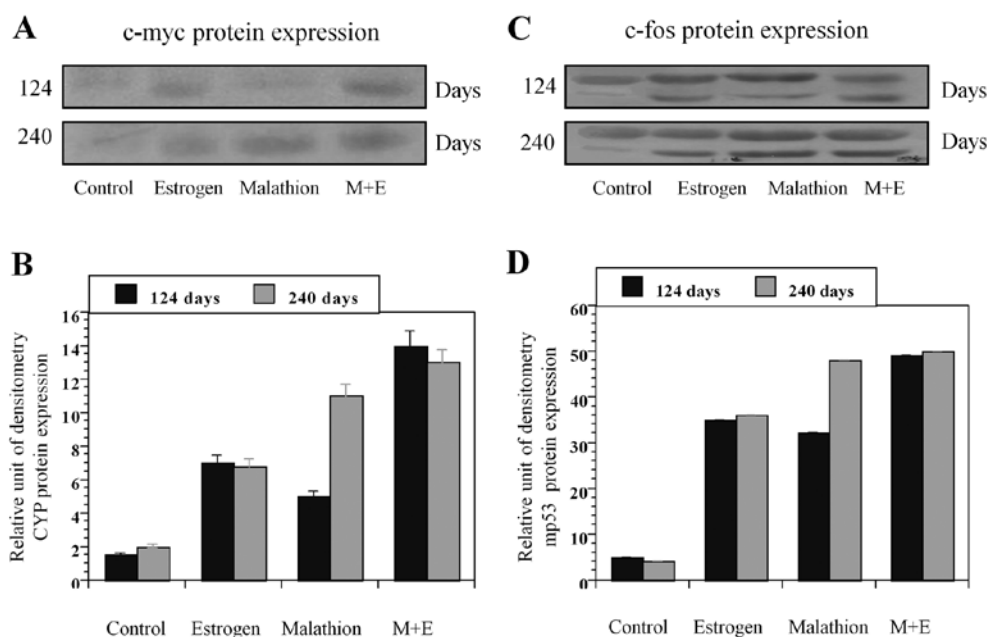 A
c-myc protein expression
124
Days
240
Days
Control Estrogen Malathion M+E
B
124 days 240 days
Relative unit of densitometry
CYP protein expression
16
14
12
10
8
6
4
2
0
Control Estrogen Malathion M+E
C
c-fos protein expression
124
Days
240
Days
Control Estrogen Malathion M+E
D
124 days 240 days
Relative unit of densitometry
mp53 protein expression
60
50
40
30
20
10
0
Control Estrogen Malathion M+E